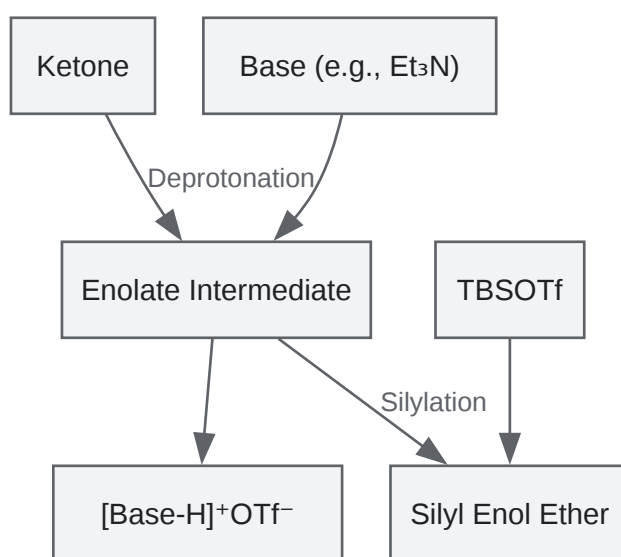 Ketone
Base (e.g., Et₃N)
Deprotonation
Enolate Intermediate
TBSOTf
Silylation
[Base-H]⁺OTf⁻
Silyl Enol Ether